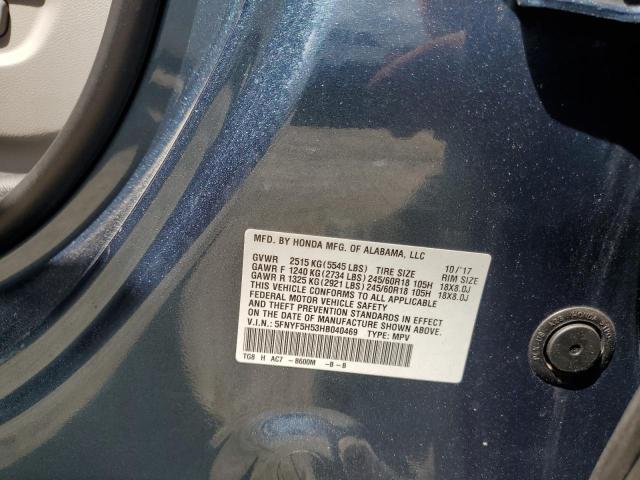 MFD. BY HONDA MFG. OF ALABAMA, LLC 10/'17
GVWR 2515 KG(5545 LBS) TIRE SIZE RIM SIZE
GAWR F 1240 KG(2734 LBS) 245/60R18 105H 18X8.0J
GAWR R 1325 KG(2921 LBS) 245/60R18 105H 18X8.0J
THIS VEHICLE CONFORMS TO ALL APPLICABLE
FEDERAL MOTOR VEHICLE SAFETY
AND THEFT PREVENTION STANDARDS IN EFFECT
ON THE DATE OF MANUFACTURE SHOWN ABOVE.
V.I.N.: 5FNYF5H53HB040469 TYPE: MPV
TG8 H AC7 -B600M -B-B